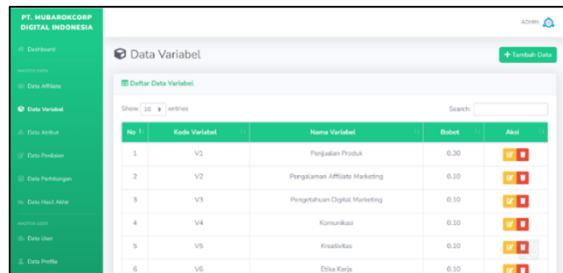 PT. MUBAROKCORP
DIGITAL INDONESIA
ADMIN
Dashboard
MASTER DATA
Data Affiliate
Data Variabel
Data Atribut
Data Penilaian
Data Perhitungan
Data Hasil Akhir
MASTER USER
Data User
Data Profile
Data Variabel
+ Tambah Data
Daftar Data Variabel
Show 10 entries
Search:
No Kode Variabel Nama Variabel Bobot Aksi
1 V1 Penjualan Produk 0.30
2 V2 Pengalaman Affiliate Marketing 0.10
3 V3 Pengetahuan Digital Marketing 0.10
4 V4 Komunikasi 0.10
5 V5 Kreativitas 0.10
6 V6 Etika Kerja 0.10